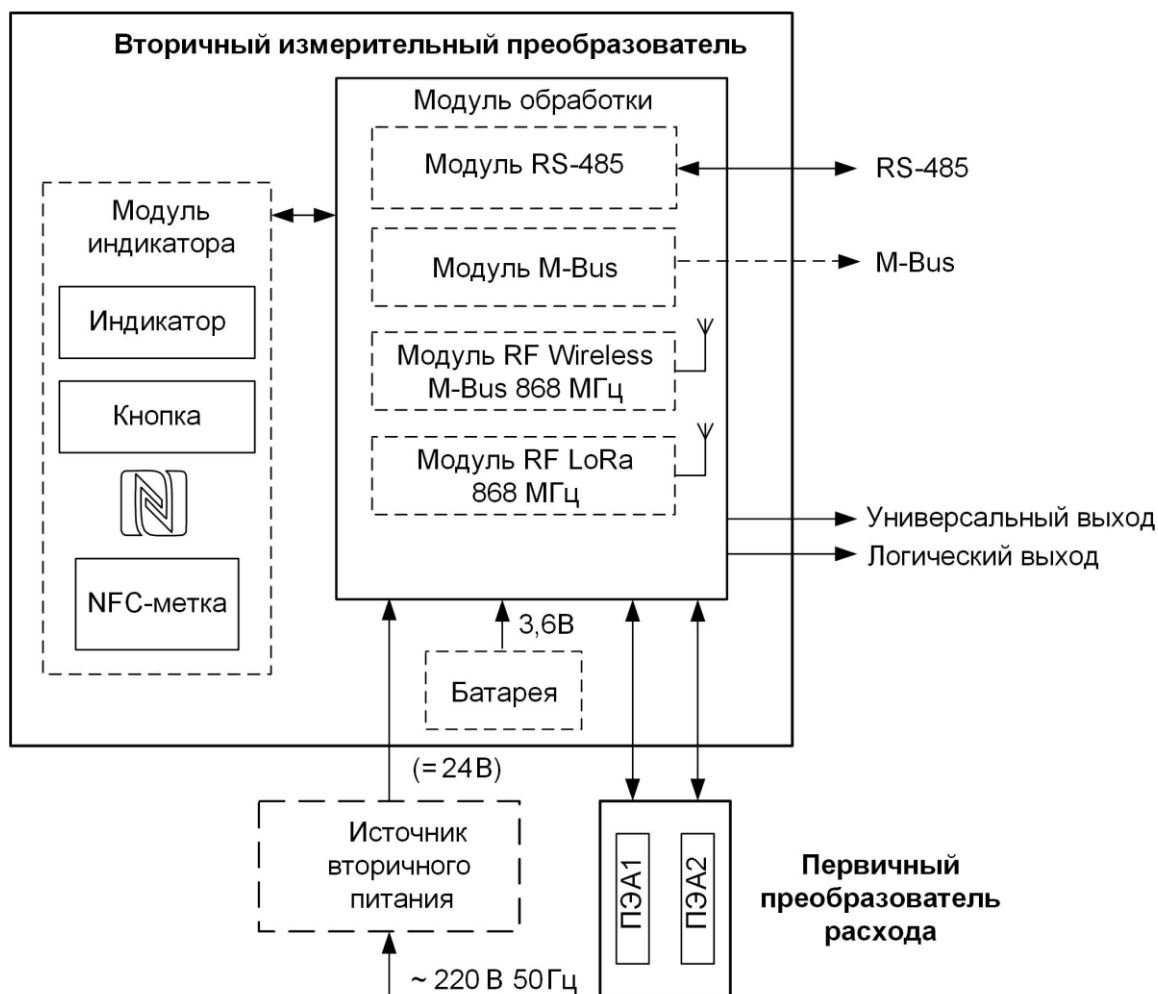 Вторичный измерительный преобразователь
Модуль обработки
Модуль RS-485
RS-485
Модуль
индикатора
Модуль M-Bus
M-Bus
Индикатор
Модуль RF Wireless
M-Bus 868 МГц
Кнопка
Модуль RF LoRa
868 МГц
Универсальный выход
Логический выход
NFC-метка
3,6В
Батарея
(= 24В)
Источник
вторичного
питания
ПЭА1
ПЭА2
Первичный
преобразователь
расхода
~ 220 В 50Гц